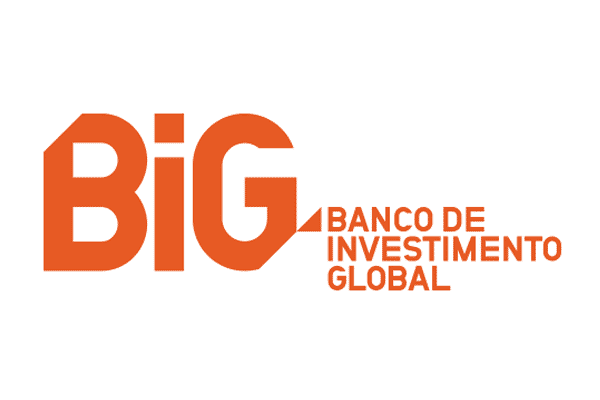 BiG
BANCO DE
INVESTIMENTO
GLOBAL